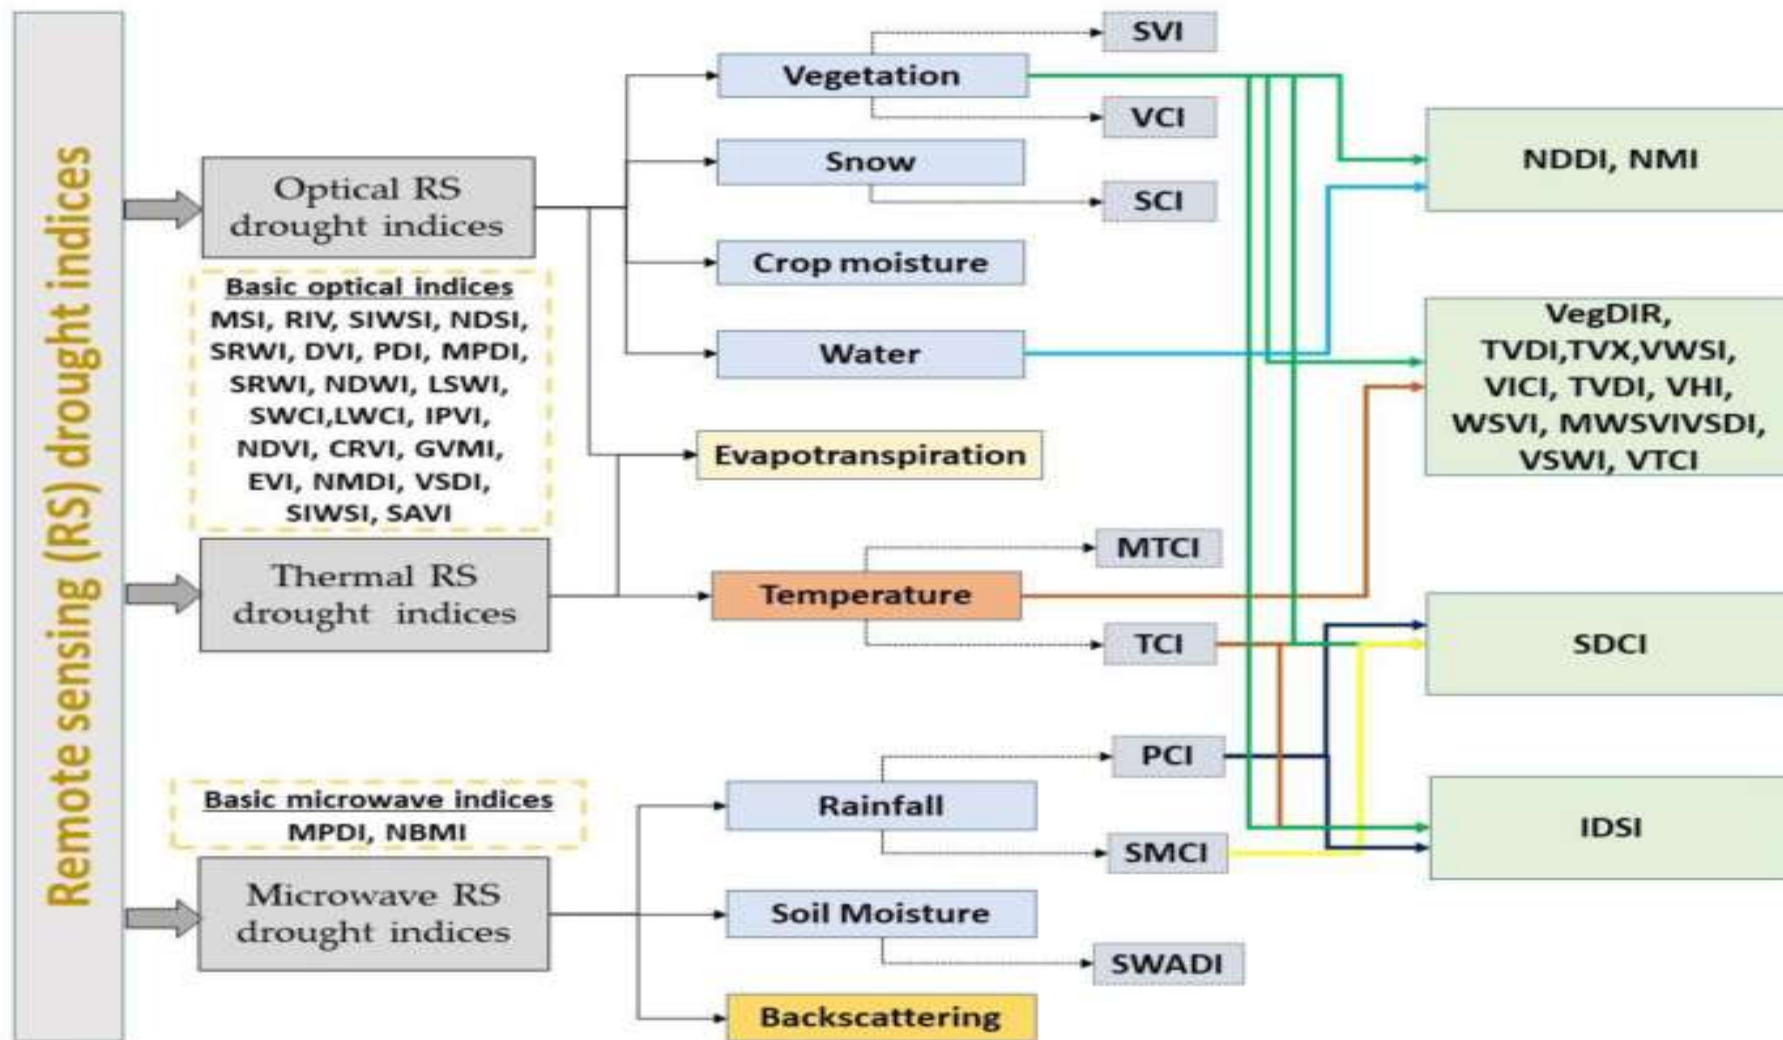 Remote sensing (RS) drought indices
Optical RS
drought indices
Basic optical indices
MSI, RIV, SIWSI, NDSI,
SRWI, DVI, PDI, MPDI,
SRWI, NDWI, LSWI,
SWCI,LWCI, IPVI,
NDVI, CRVI, GVMI,
EVI, NMDI, VSDI,
SIWSI, SAVI
Thermal RS
drought indices
Basic microwave indices
MPDI, NBMI
Microwave RS
drought indices
Vegetation
Snow
Crop moisture
Water
Evapotranspiration
Temperature
Rainfall
Soil Moisture
Backscattering
SVI
VCI
SCI
MTCI
TCI
PCI
SMCI
SWADI
NDDI, NMI
VegDIR,
TVDI,TVX,VWSI,
VICI, TVDI, VHI,
WSVI, MWSVIVSDI,
VSWI, VTCI
SDCI
IDSI